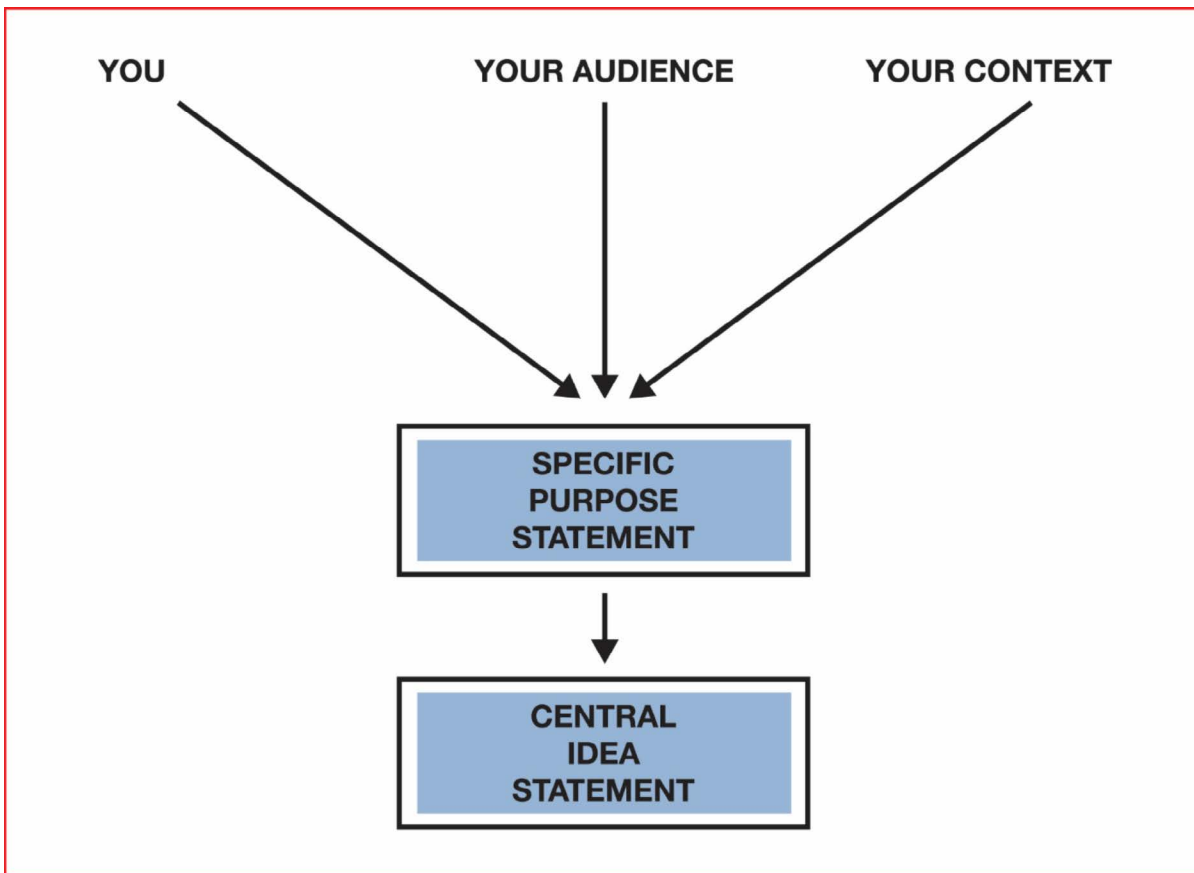 YOU
YOUR AUDIENCE
YOUR CONTEXT
SPECIFIC
PURPOSE
STATEMENT
CENTRAL
IDEA
STATEMENT